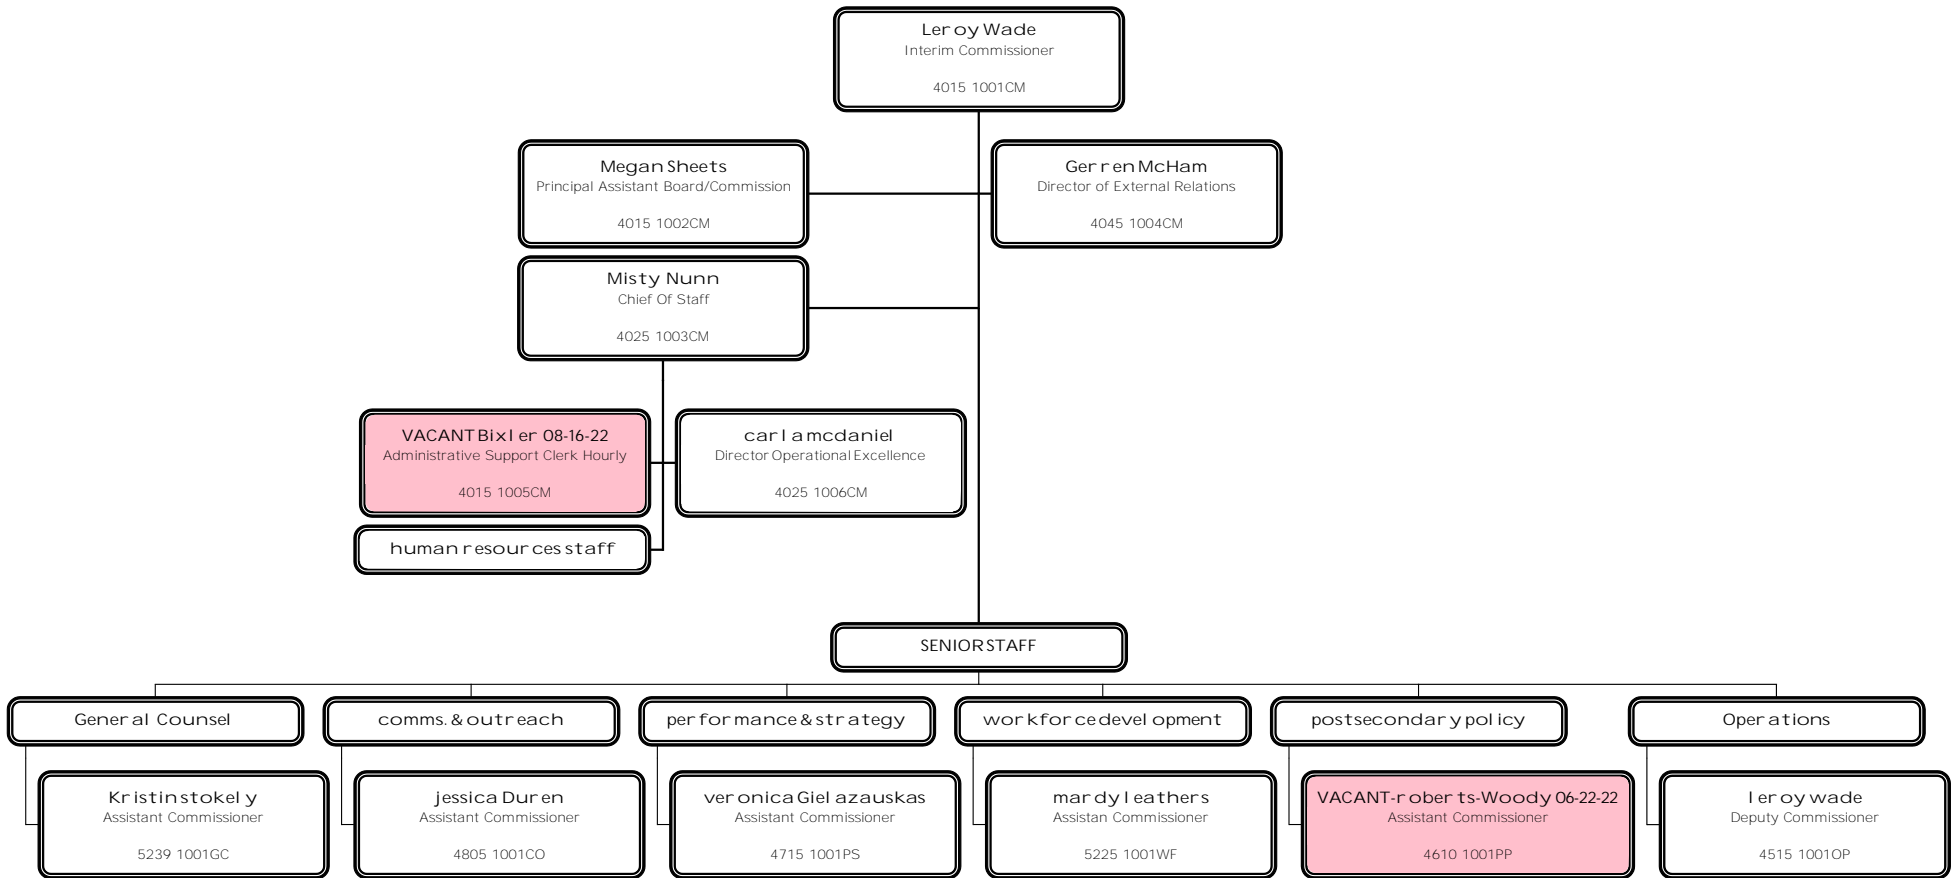 Leroy Wade
Interim Commissioner
4015 1001CM
Megan Sheets
Principal Assistant Board/Commission
4015 1002CM
Gerren McHam
Director of External Relations
4045 1004CM
Misty Nunn
Chief Of Staff
4025 1003CM
VACANT Bixler 08-16-22
Administrative Support Clerk Hourly
4015 1005CM
carla mcdaniel
Director Operational Excellence
4025 1006CM
human resources staff
SENIOR STAFF
General Counsel
comms. & outreach
performance & strategy
workforce development
postsecondary policy
Operations
Kristin stokely
Assistant Commissioner
5239 1001GC
jessica Duren
Assistant Commissioner
4805 1001CO
veronica Gielazauskas
Assistant Commissioner
4715 1001PS
mardy leathers
Assistan Commissioner
5225 1001WF
VACANT-roberts-Woody 06-22-22
Assistant Commissioner
4610 1001PP
leroy wade
Deputy Commissioner
4515 1001OP